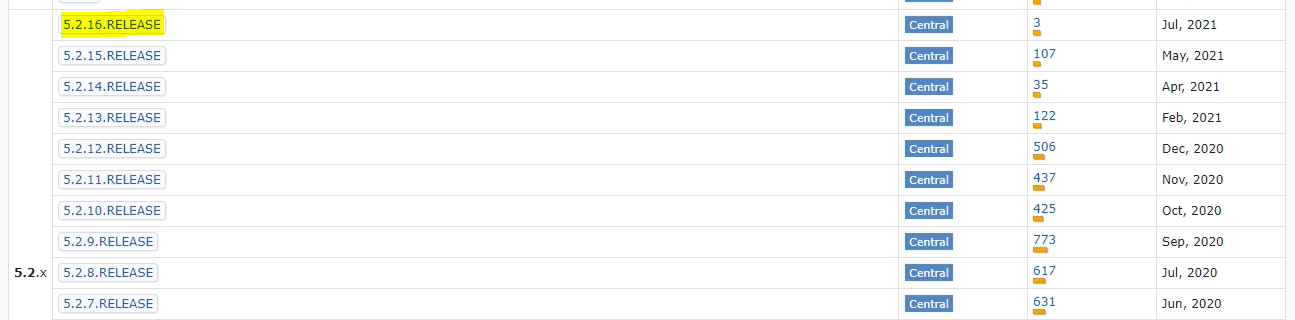 5.2.16.RELEASE Central 3 Jul, 2021
5.2.15.RELEASE Central 107 May, 2021
5.2.14.RELEASE Central 35 Apr, 2021
5.2.13.RELEASE Central 122 Feb, 2021
5.2.12.RELEASE Central 506 Dec, 2020
5.2.11.RELEASE Central 437 Nov, 2020
5.2.10.RELEASE Central 425 Oct, 2020
5.2.9.RELEASE Central 773 Sep, 2020
5.2.x 5.2.8.RELEASE Central 617 Jul, 2020
5.2.7.RELEASE Central 631 Jun, 2020